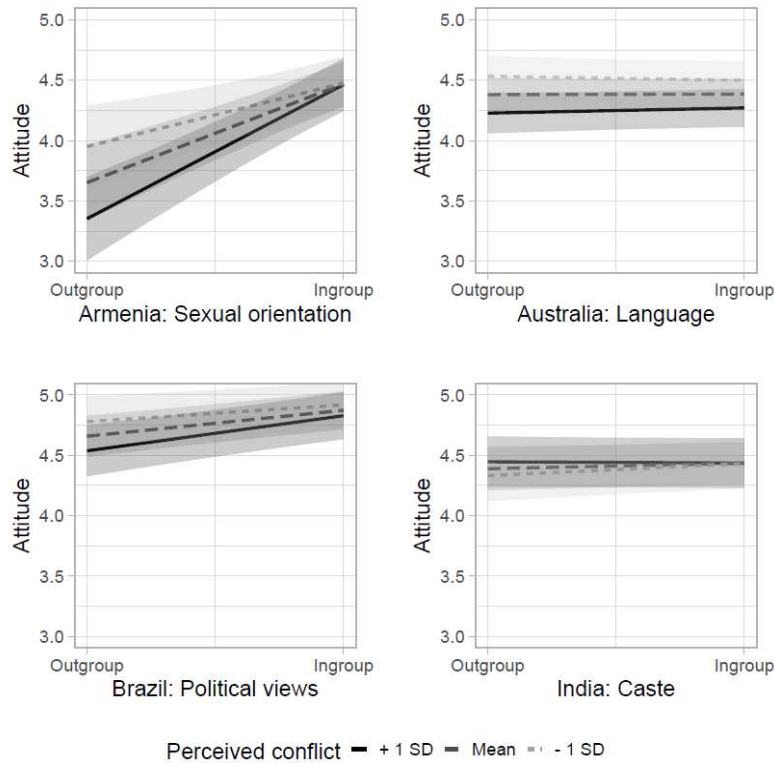 5.0
4.5
4.0
3.5
3.0
Attitude
Outgroup Ingroup
Armenia: Sexual orientation
5.0
4.5
4.0
3.5
3.0
Attitude
Outgroup Ingroup
Australia: Language
5.0
4.5
4.0
3.5
3.0
Attitude
Outgroup Ingroup
Brazil: Political views
5.0
4.5
4.0
3.5
3.0
Attitude
Outgroup Ingroup
India: Caste
Perceived conflict + 1 SD Mean - 1 SD